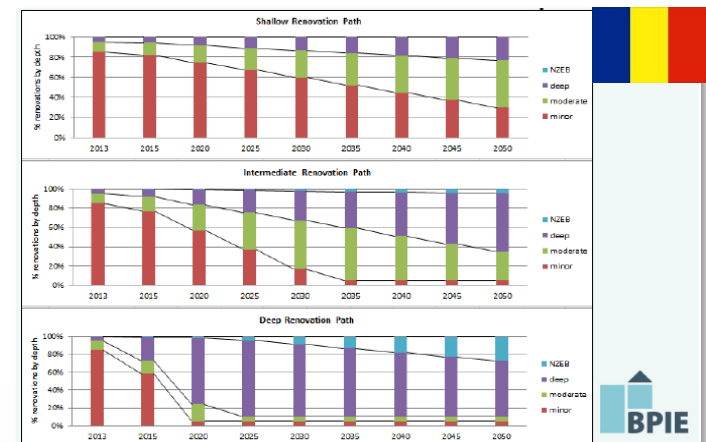 Shallow Renovation Path
% renovations by depth
100%
80%
60%
40%
20%
0%
2013 2015 2020 2025 2030 2035 2040 2045 2050
NZEB
deep
moderate
minor
Intermediate Renovation Path
% renovations by depth
100%
80%
60%
40%
20%
0%
2013 2015 2020 2025 2030 2035 2040 2045 2050
NZEB
deep
moderate
minor
Deep Renovation Path
% renovations by depth
100%
80%
60%
40%
20%
0%
2013 2015 2020 2025 2030 2035 2040 2045 2050
NZEB
deep
moderate
minor
BPIE